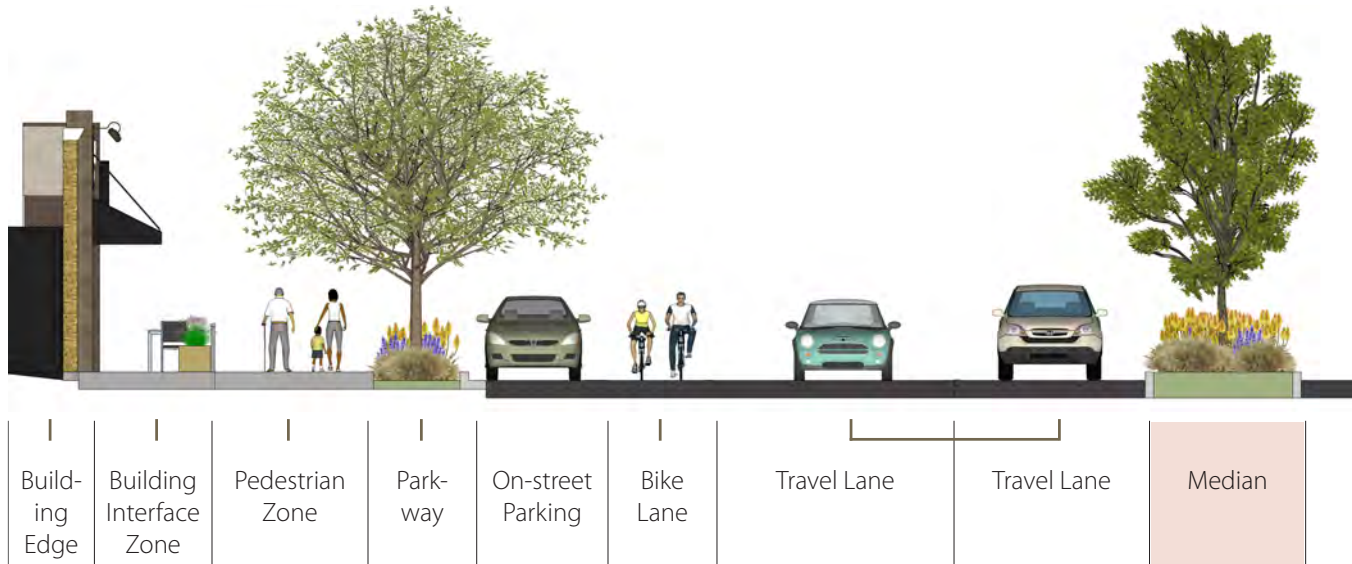 Build-
ing
Edge
Building
Interface
Zone
Pedestrian
Zone
Park-
way
On-street
Parking
Bike
Lane
Travel Lane
Travel Lane
Median